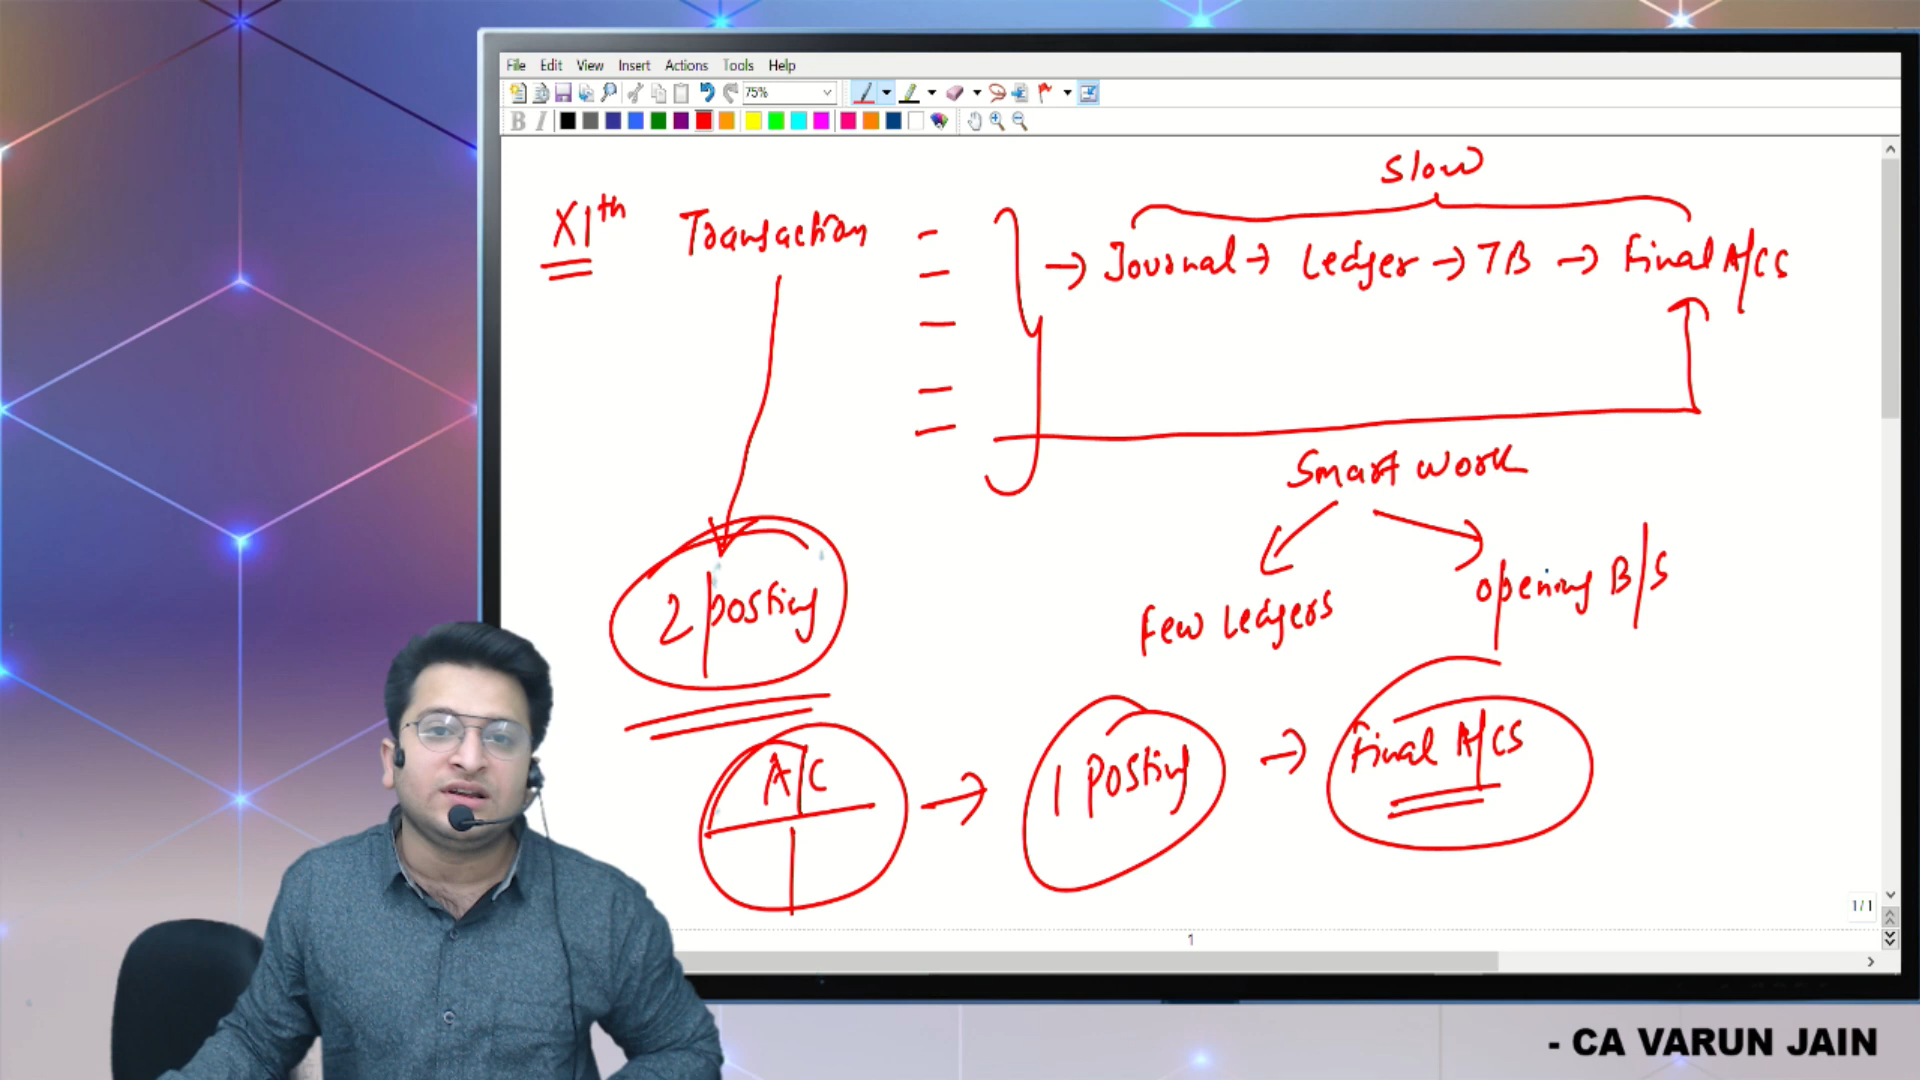 File Edit View Insert Actions Tools Help
75%
B I
Slow
XIth Transaction → Journal → Ledger → TB → Final A/cs
Smart work
Few Ledgers
opening B/S
2 posting
A/C → 1 Posting → Final A/cs
1/1
1
- CA VARUN JAIN